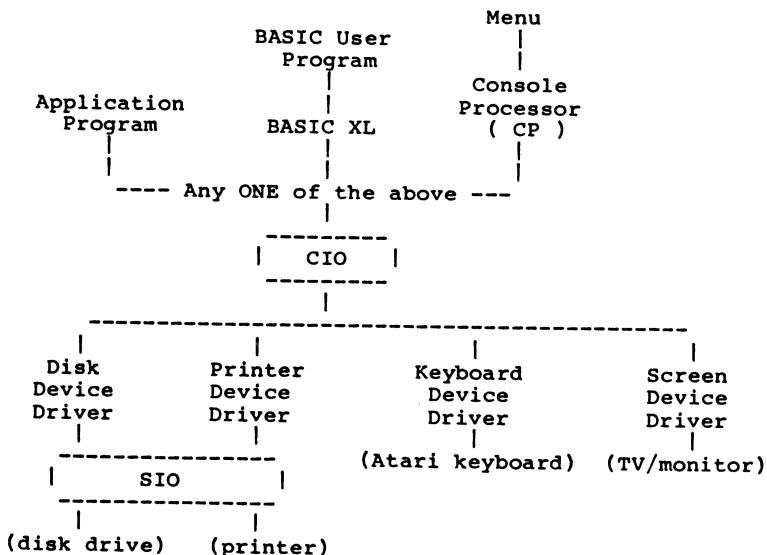 Menu
BASIC User
Program
Console
Processor
( CP )
Application
Program
BASIC XL
---- Any ONE of the above ---
CIO
Disk
Device
Driver
Printer
Device
Driver
Keyboard
Device
Driver
Screen
Device
Driver
SIO
(Atari keyboard) (TV/monitor)
(disk drive) (printer)